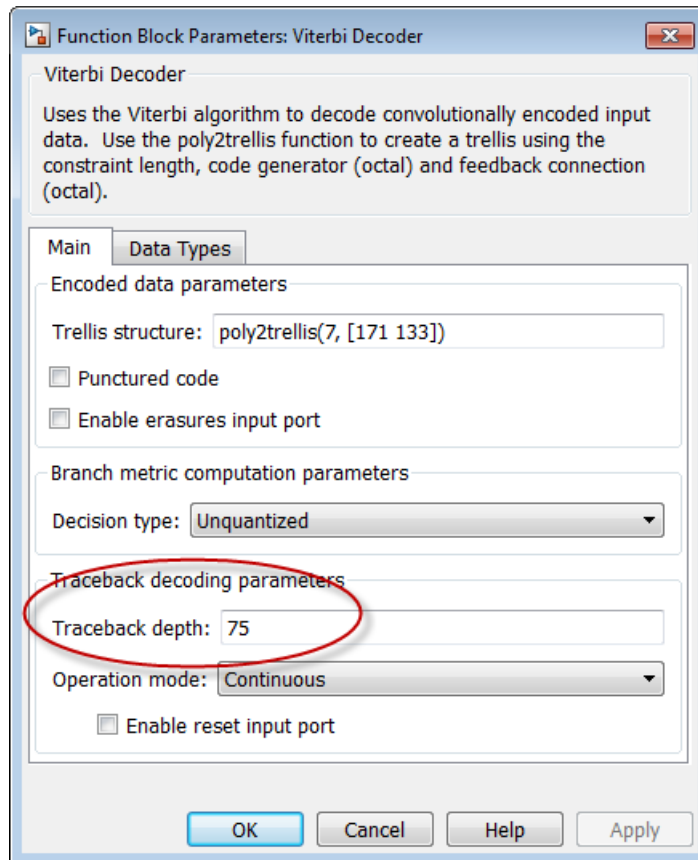 Function Block Parameters: Viterbi Decoder
Viterbi Decoder
Uses the Viterbi algorithm to decode convolutionally encoded input
data.  Use the poly2trellis function to create a trellis using the
constraint length, code generator (octal) and feedback connection
(octal).
Main
Data Types
Encoded data parameters
Trellis structure: poly2trellis(7, [171 133])
Punctured code
Enable erasures input port
Branch metric computation parameters
Decision type: Unquantized
Traceback decoding parameters
Traceback depth: 75
Operation mode: Continuous
Enable reset input port
OK
Cancel
Help
Apply